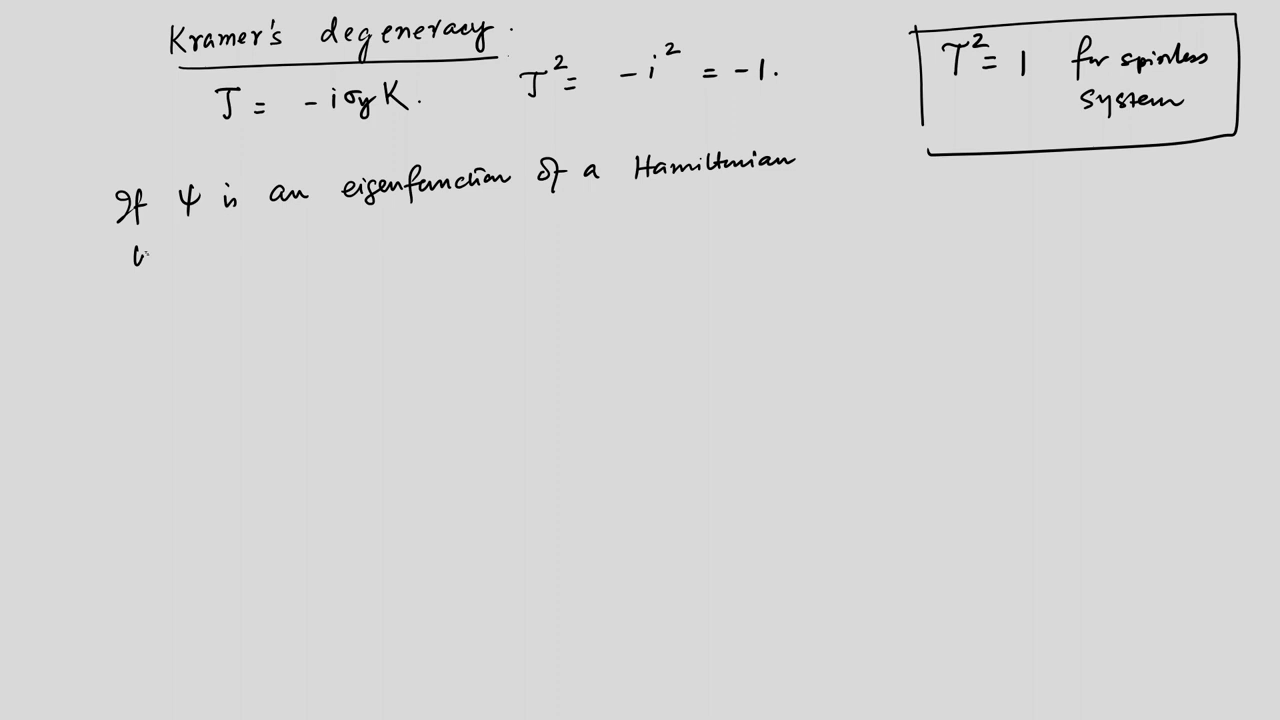 Kramer's degeneracy.
T = - iσyK.
T² = - i² = -1.
T² = 1 for spinless
system
If ψ is an eigenfunction of a Hamiltonian